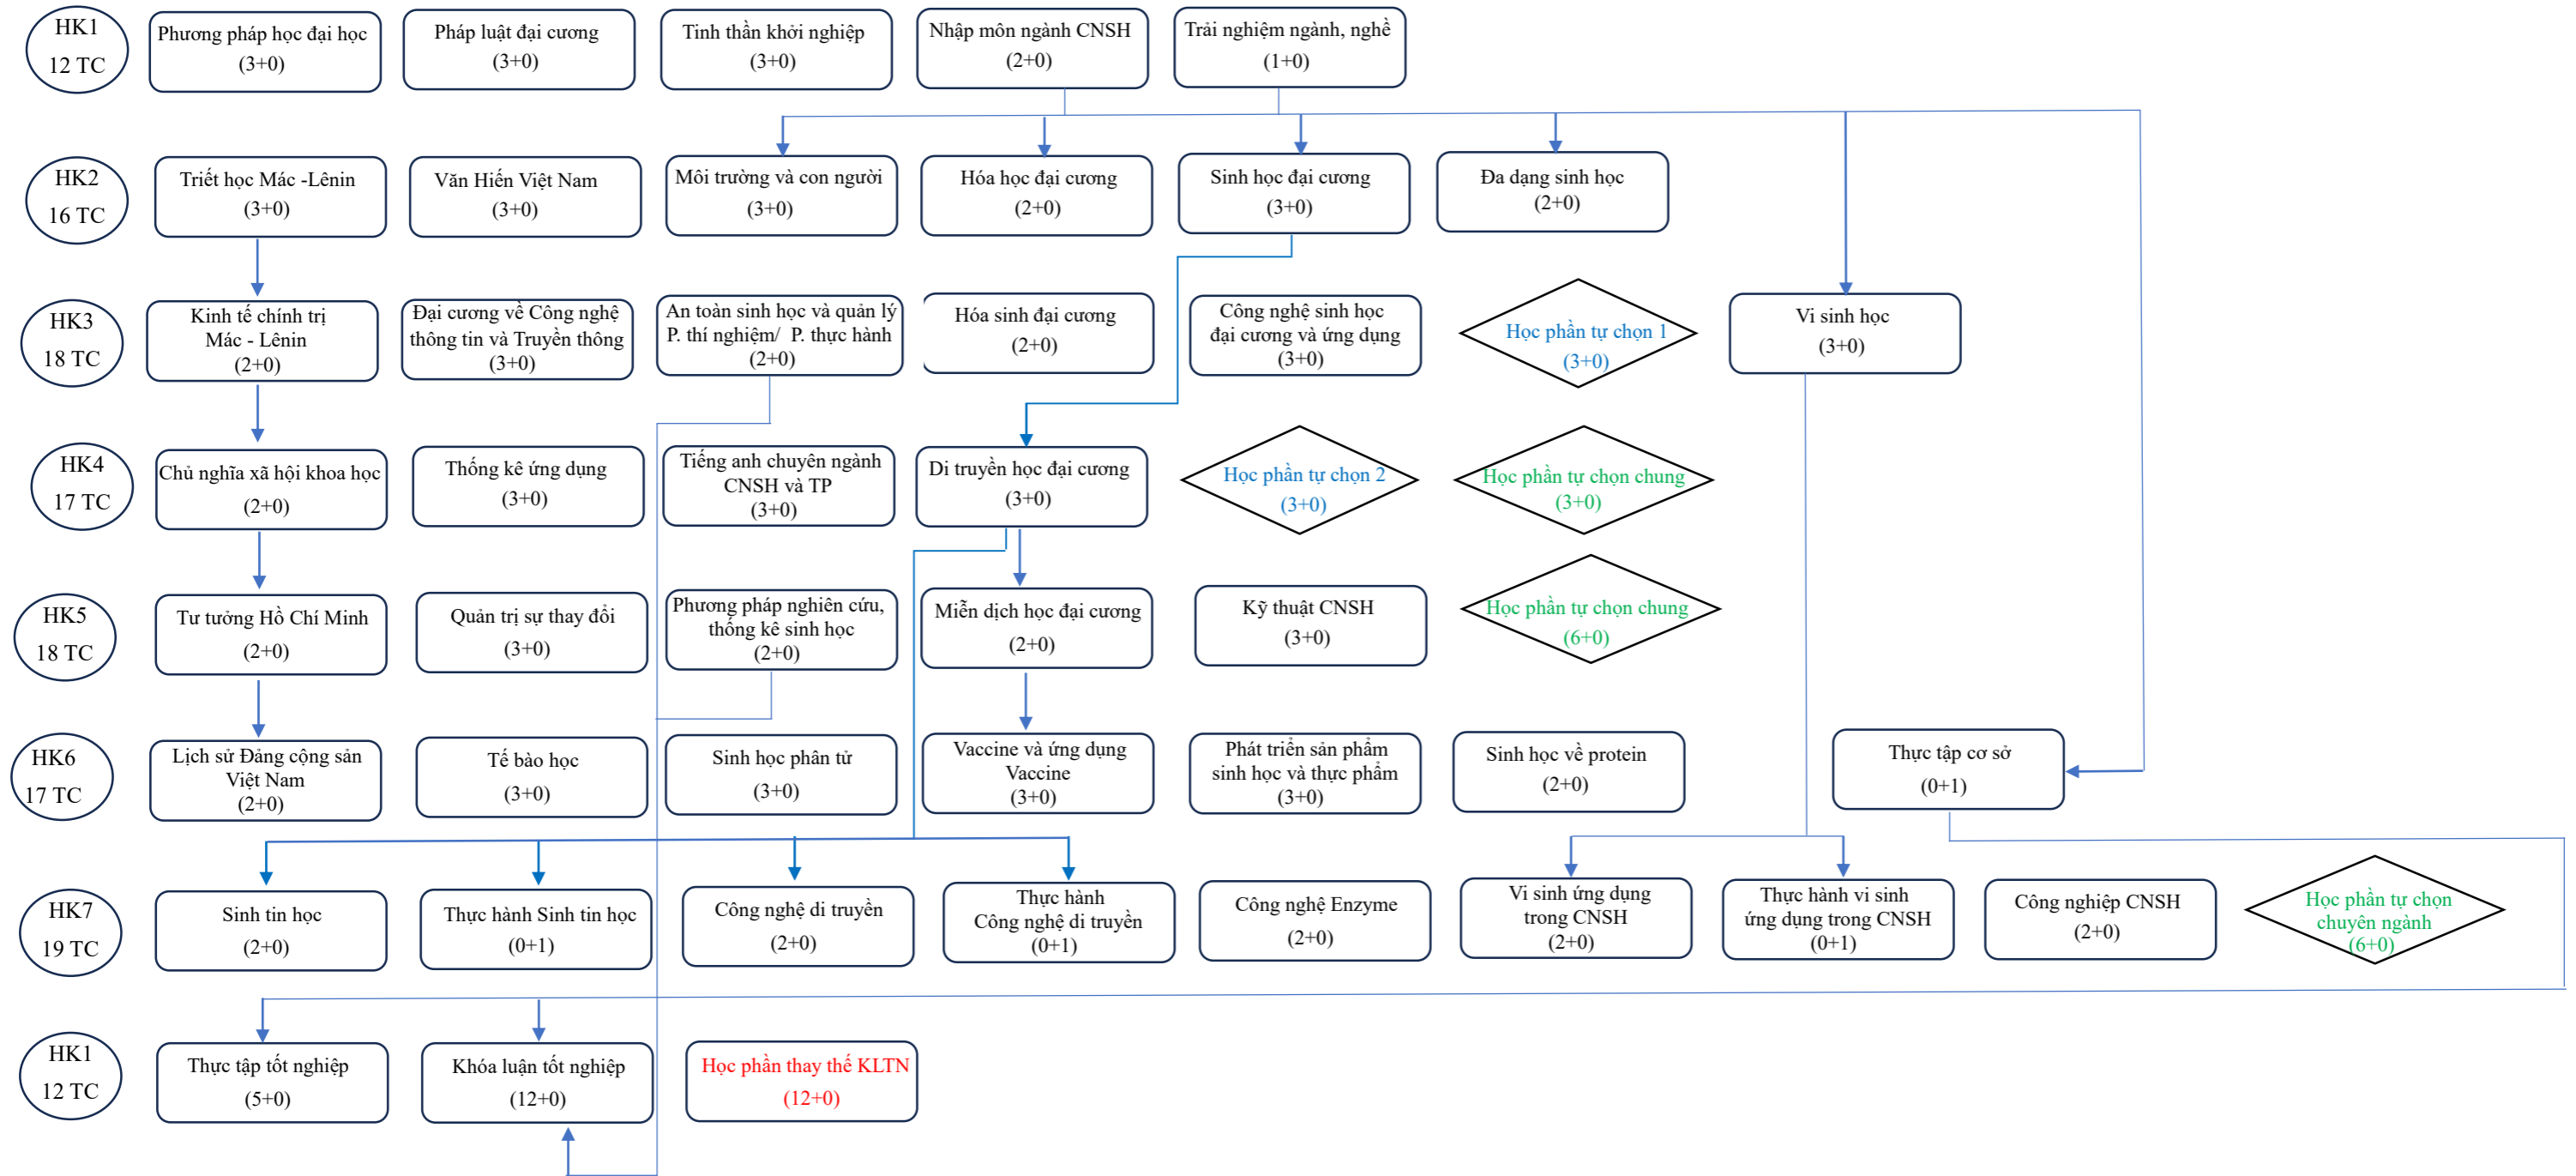 HK1
12 TC
Phương pháp học đại học
(3+0)
Pháp luật đại cương
(3+0)
Tinh thần khởi nghiệp
(3+0)
Nhập môn ngành CNSH
(2+0)
Trải nghiệm ngành, nghề
(1+0)
HK2
16 TC
Triết học Mác -Lênin
(3+0)
Văn Hiến Việt Nam
(3+0)
Môi trường và con người
(3+0)
Hóa học đại cương
(2+0)
Sinh học đại cương
(3+0)
Đa dạng sinh học
(2+0)
HK3
18 TC
Kinh tế chính trị
Mác - Lênin
(2+0)
Đại cương về Công nghệ
thông tin và Truyền thông
(3+0)
An toàn sinh học và quản lý
P. thí nghiệm/ P. thực hành
(2+0)
Hóa sinh đại cương
(2+0)
Công nghệ sinh học
đại cương và ứng dụng
(3+0)
Học phần tự chọn 1
(3+0)
Vi sinh học
(3+0)
HK4
17 TC
Chủ nghĩa xã hội khoa học
(2+0)
Thống kê ứng dụng
(3+0)
Tiếng anh chuyên ngành
CNSH và TP
(3+0)
Di truyền học đại cương
(3+0)
Học phần tự chọn 2
(3+0)
Học phần tự chọn chung
(3+0)
HK5
18 TC
Tư tưởng Hồ Chí Minh
(2+0)
Quản trị sự thay đổi
(3+0)
Phương pháp nghiên cứu,
thống kê sinh học
(2+0)
Miễn dịch học đại cương
(2+0)
Kỹ thuật CNSH
(3+0)
Học phần tự chọn chung
(6+0)
HK6
17 TC
Lịch sử Đảng cộng sản
Việt Nam
(2+0)
Tế bào học
(3+0)
Sinh học phân tử
(3+0)
Vaccine và ứng dụng
Vaccine
(3+0)
Phát triển sản phẩm
sinh học và thực phẩm
(3+0)
Sinh học về protein
(2+0)
Thực tập cơ sở
(0+1)
HK7
19 TC
Sinh tin học
(2+0)
Thực hành Sinh tin học
(0+1)
Công nghệ di truyền
(2+0)
Thực hành
Công nghệ di truyền
(0+1)
Công nghệ Enzyme
(2+0)
Vi sinh ứng dụng
trong CNSH
(2+0)
Thực hành vi sinh
ứng dụng trong CNSH
(0+1)
Công nghiệp CNSH
(2+0)
Học phần tự chọn
chuyên ngành
(6+0)
HK1
12 TC
Thực tập tốt nghiệp
(5+0)
Khóa luận tốt nghiệp
(12+0)
Học phần thay thế KLTN
(12+0)